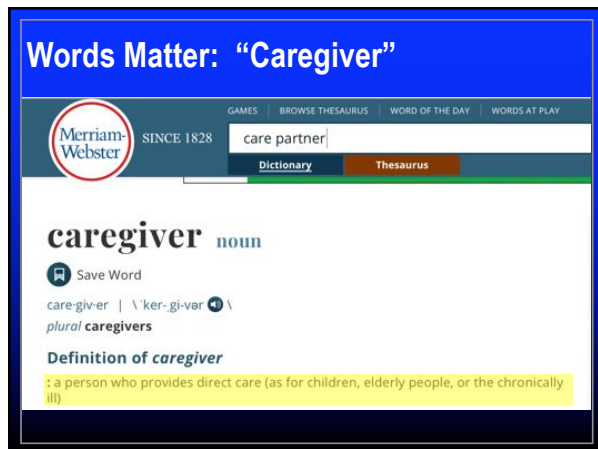 Words Matter: “Caregiver”
GAMES | BROWSE THESAURUS | WORD OF THE DAY | WORDS AT PLAY
Merriam-
Webster
SINCE 1828
care partner
Dictionary Thesaurus
caregiver noun
Save Word
care·giv·er | \ ˈker-ˌgi-vər \
plural caregivers
Definition of caregiver
: a person who provides direct care (as for children, elderly people, or the chronically
ill)